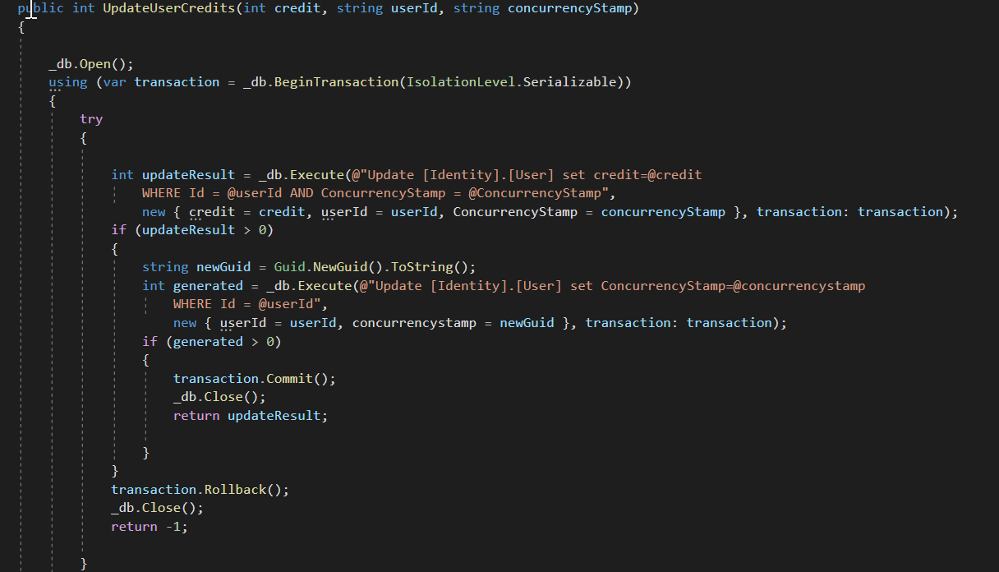 public int UpdateUserCredits(int credit, string userId, string concurrencyStamp)
{
_db.Open();
using (var transaction = _db.BeginTransaction(IsolationLevel.Serializable))
{
try
{
int updateResult = _db.Execute(@"Update [Identity].[User] set credit=@credit
WHERE Id = @userId AND ConcurrencyStamp = @ConcurrencyStamp",
new { credit = credit, userId = userId, ConcurrencyStamp = concurrencyStamp }, transaction: transaction);
if (updateResult > 0)
{
string newGuid = Guid.NewGuid().ToString();
int generated = _db.Execute(@"Update [Identity].[User] set ConcurrencyStamp=@concurrencystamp
WHERE Id = @userId",
new { userId = userId, concurrencystamp = newGuid }, transaction: transaction);
if (generated > 0)
{
transaction.Commit();
_db.Close();
return updateResult;
}
}
transaction.Rollback();
_db.Close();
return -1;
}